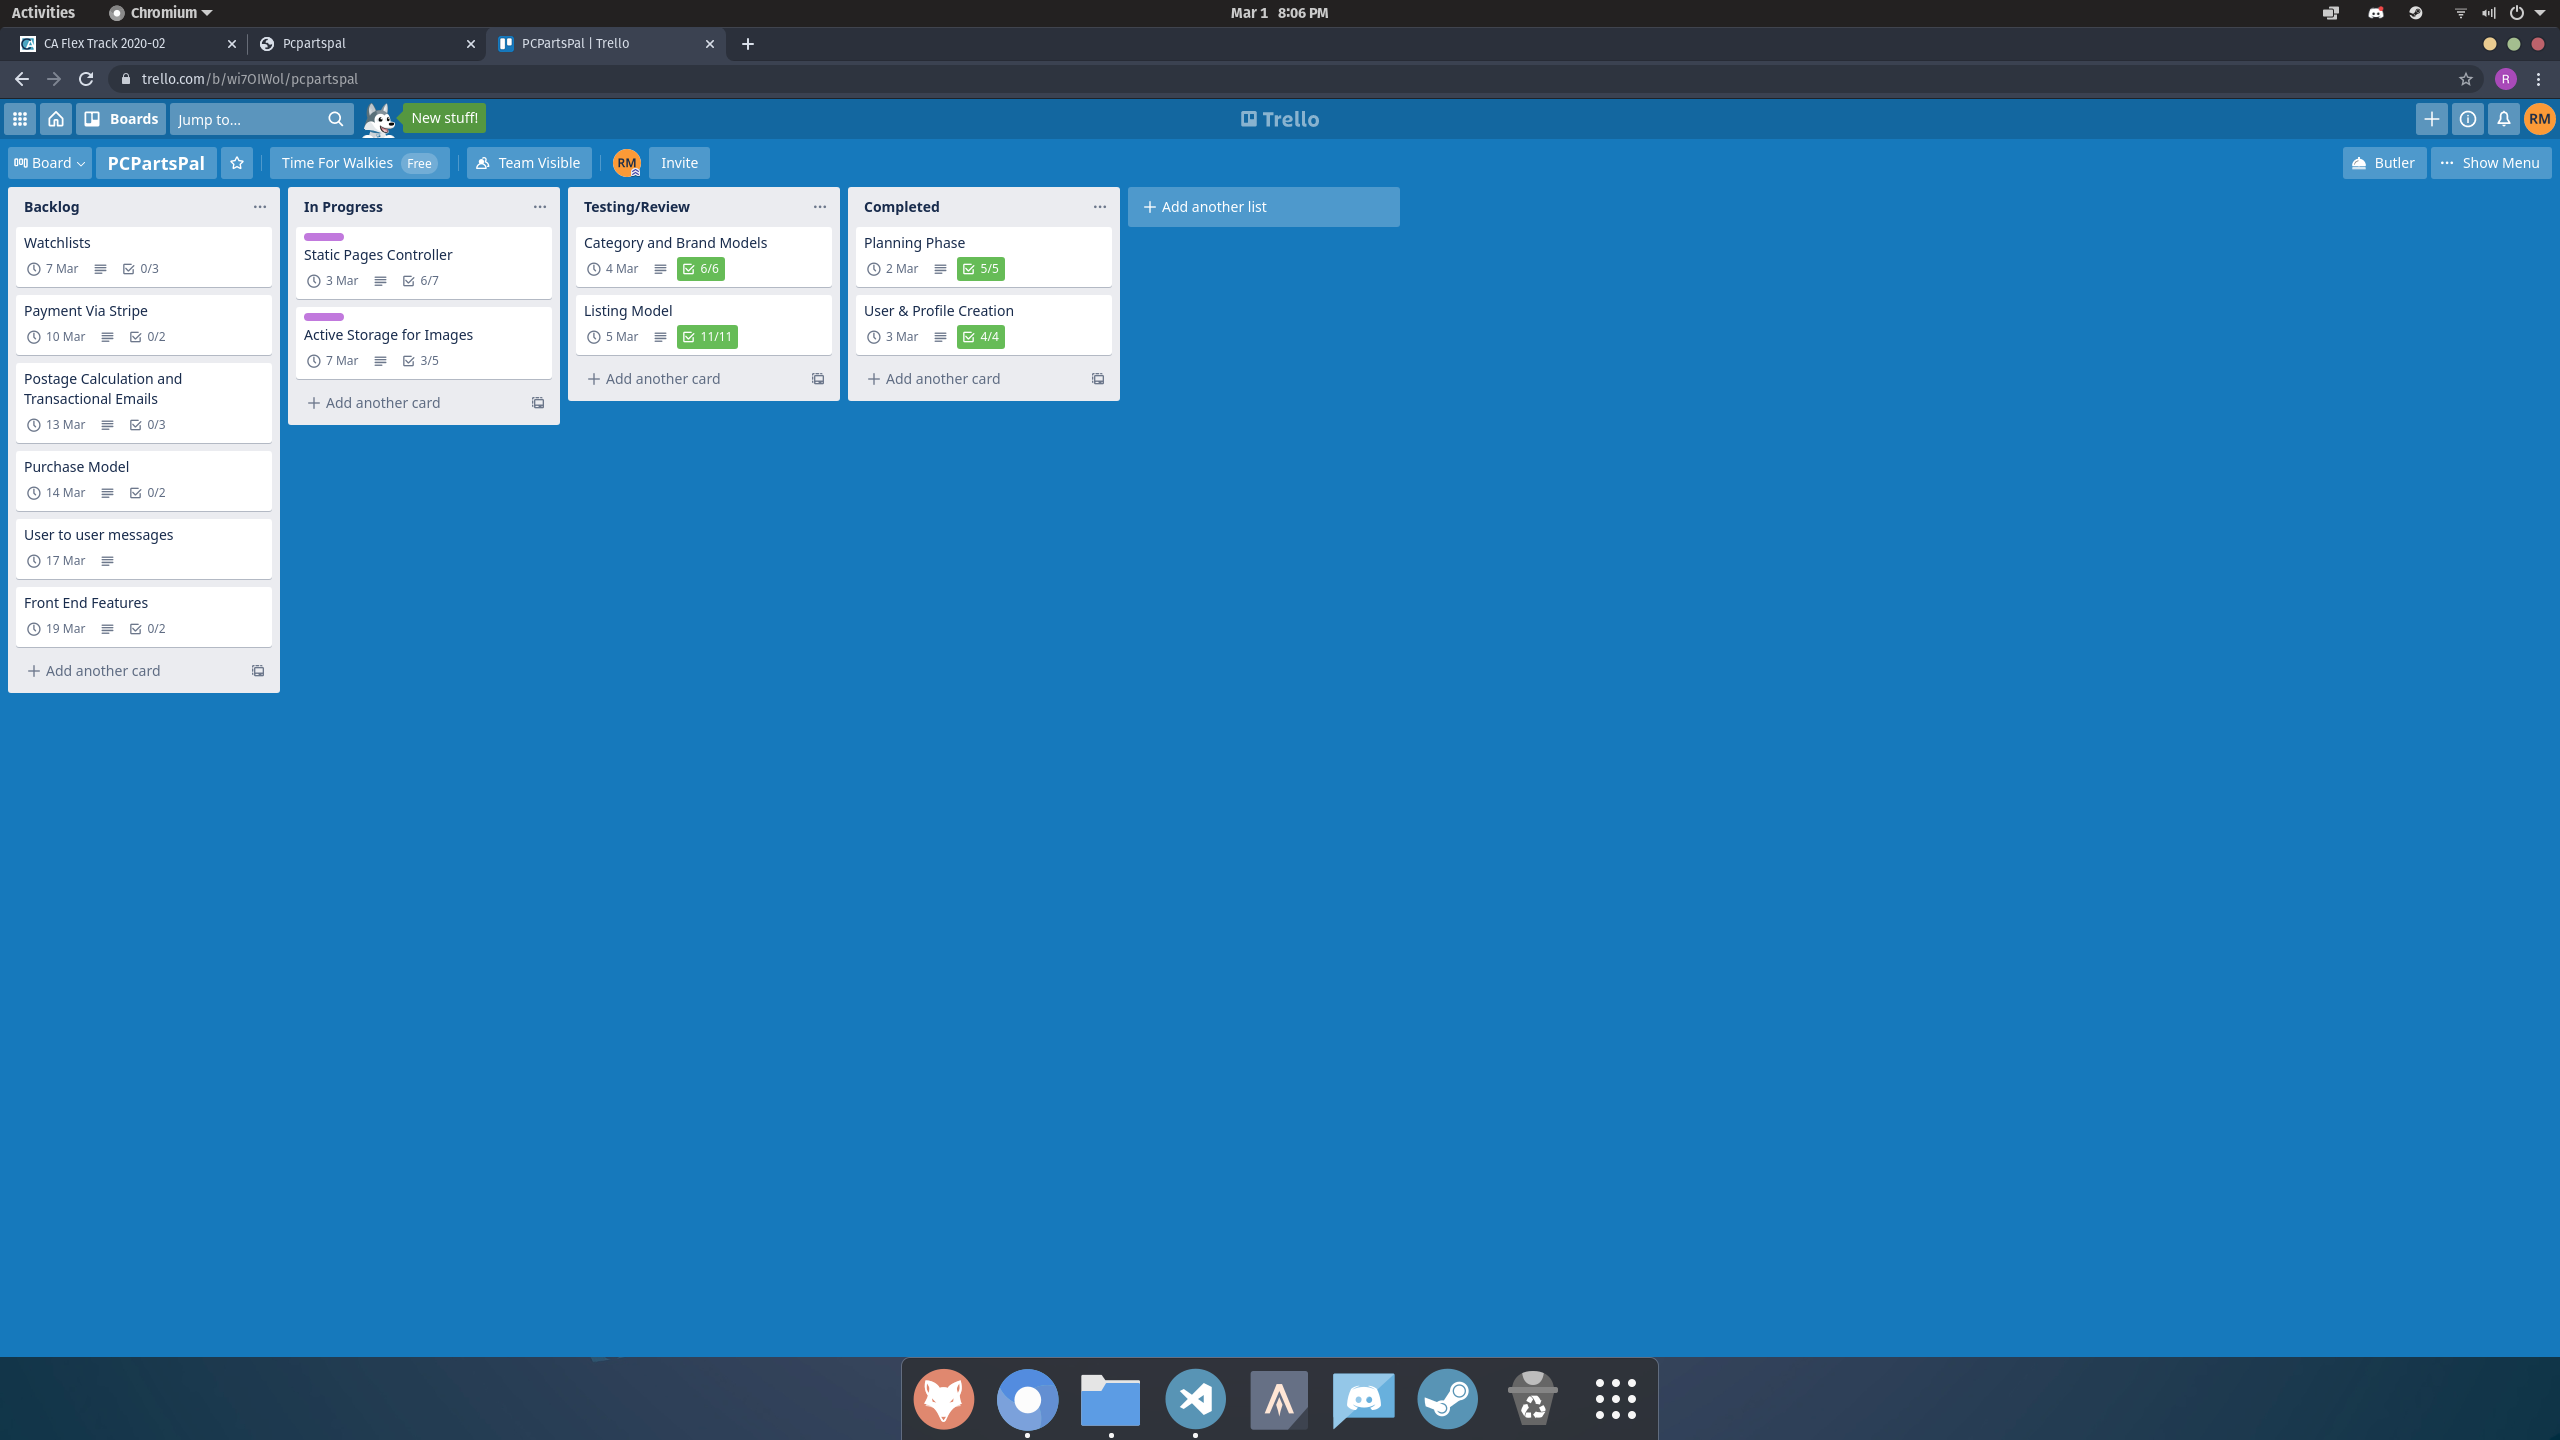 Activities
Chromium
Mar 1 8:06 PM
CA Flex Track 2020-02
Pcpartspal
PCPartsPal | Trello
trello.com/b/wi7OIWol/pcpartspal
R
Boards
Jump to...
New stuff!
Trello
RM
Board
PCPartsPal
Time For Walkies Free
Team Visible
RM
Invite
Butler
... Show Menu
Backlog
Watchlists
7 Mar 0/3
Payment Via Stripe
10 Mar 0/2
Postage Calculation and
Transactional Emails
13 Mar 0/3
Purchase Model
14 Mar 0/2
User to user messages
17 Mar
Front End Features
19 Mar 0/2
+ Add another card
In Progress
Static Pages Controller
3 Mar 6/7
Active Storage for Images
7 Mar 3/5
+ Add another card
Testing/Review
Category and Brand Models
4 Mar 6/6
Listing Model
5 Mar 11/11
+ Add another card
Completed
Planning Phase
2 Mar 5/5
User & Profile Creation
3 Mar 4/4
+ Add another card
+ Add another list